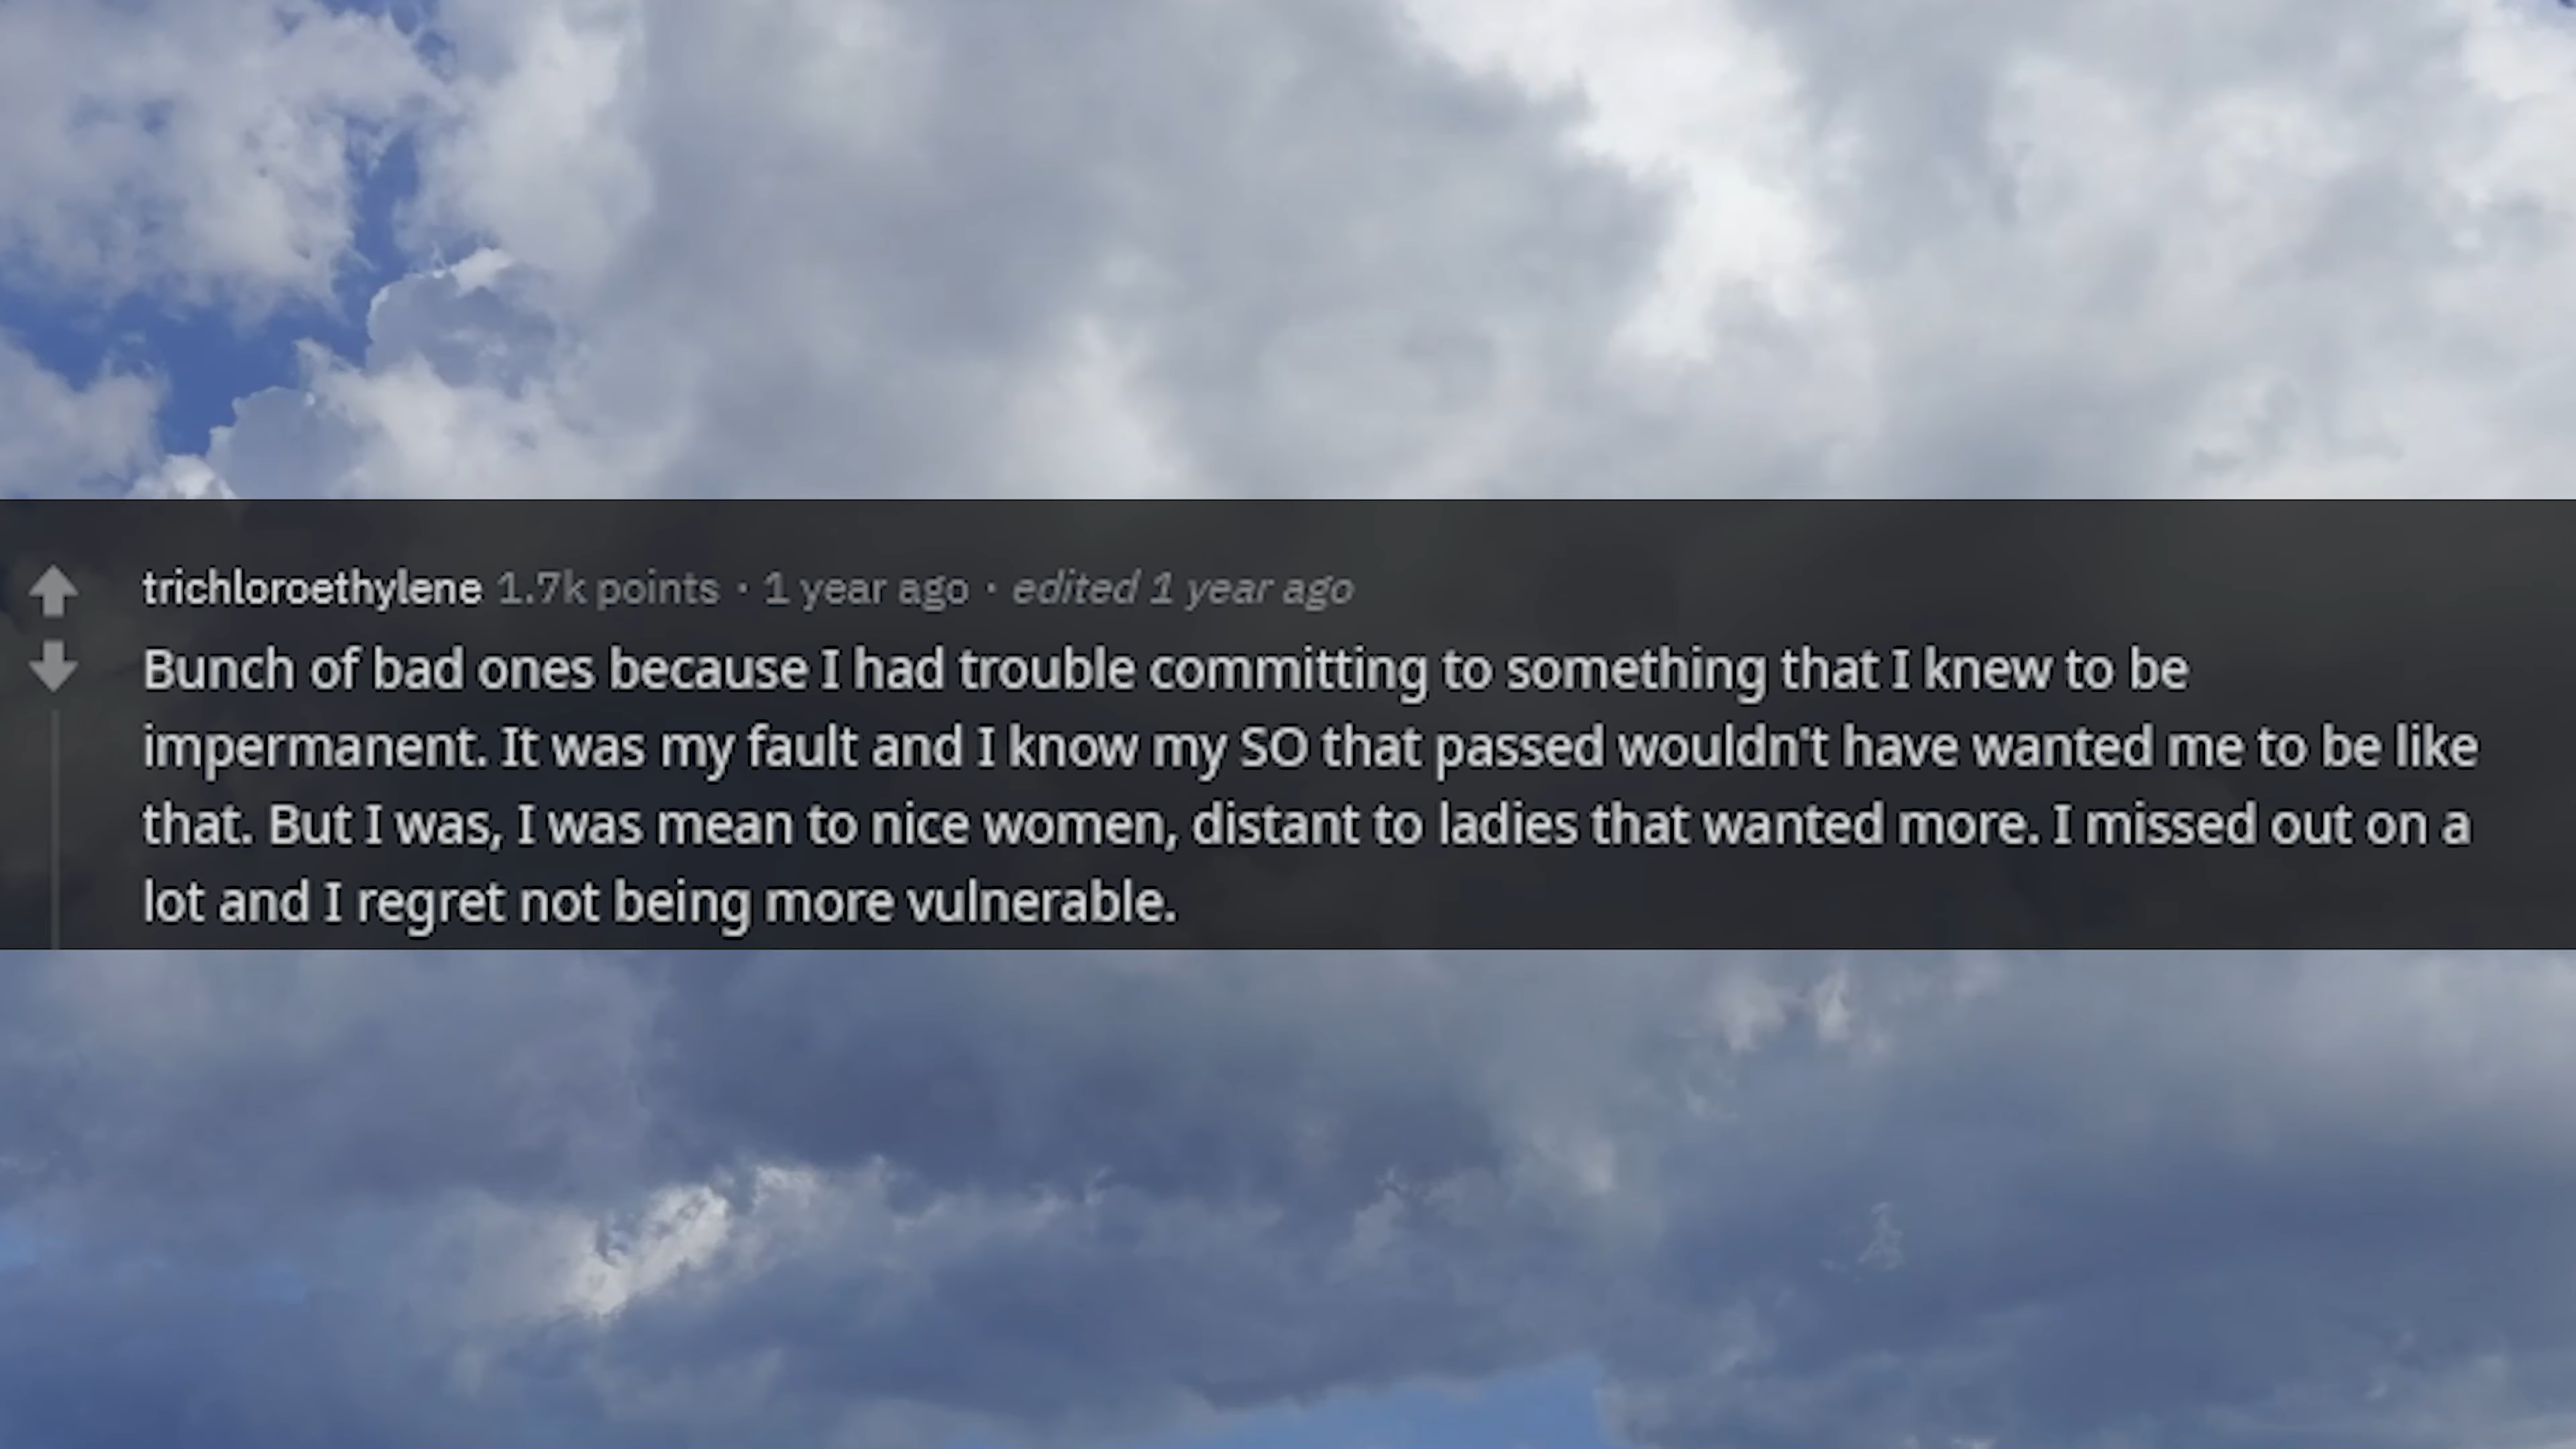 trichloroethylene 1.7k points · 1 year ago · edited 1 year ago
Bunch of bad ones because I had trouble committing to something that I knew to be
impermanent. It was my fault and I know my SO that passed wouldn't have wanted me to be like
that. But I was, I was mean to nice women, distant to ladies that wanted more. I missed out on a
lot and I regret not being more vulnerable.